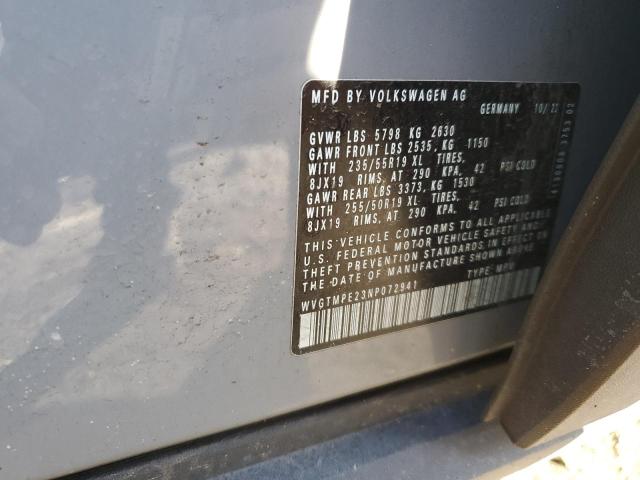 MFD BY VOLKSWAGEN AG
GERMANY 10/22
GVWR LBS 5798 KG 2630
GAWR FRONT LBS 2535, KG 1150
WITH 235/55R19 XL TIRES,
8JX19 RIMS, AT 290 KPA, 42 PSI COLD
GAWR REAR LBS 3373, KG 1530
WITH 255/50R19 XL TIRES,
8JX19 RIMS, AT 290 KPA, 42 PSI COLD
THIS VEHICLE CONFORMS TO ALL APPLICABLE
U.S. FEDERAL MOTOR VEHICLE SAFETY AND
THEFT PREVENTION STANDARDS IN EFFECT ON
THE DATE OF MANUFACTURE SHOWN ABOVE
WVGTMPE23NP072941 TYPE: MPV